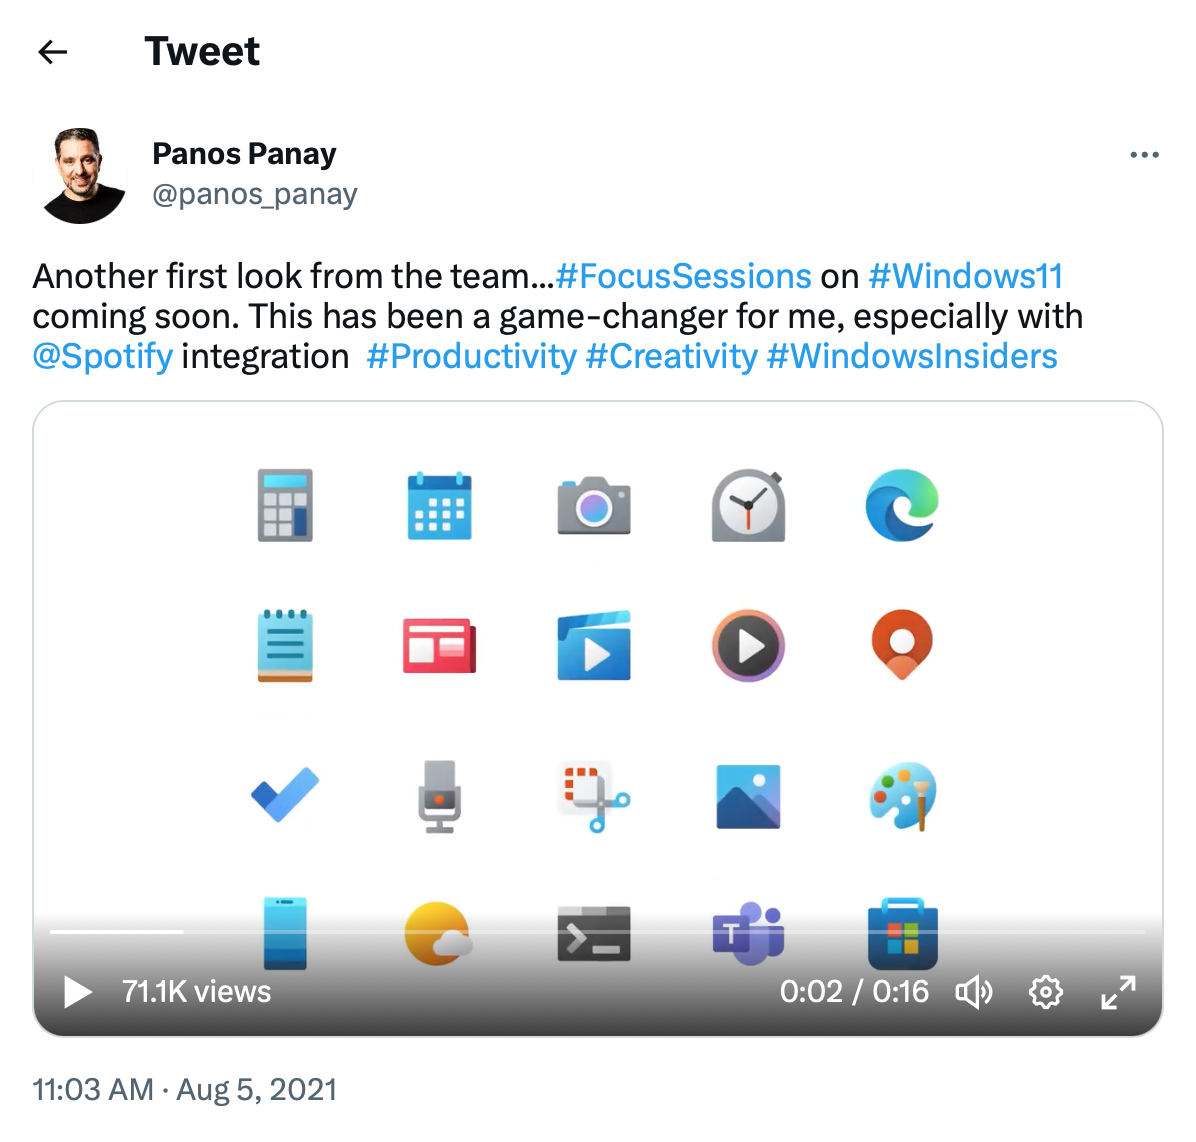 Tweet
Panos Panay
@panos_panay
Another first look from the team...#FocusSessions on #Windows11
coming soon. This has been a game-changer for me, especially with
@Spotify integration #Productivity #Creativity #WindowsInsiders
T
71.1K views
0:02 / 0:16
11:03 AM · Aug 5, 2021